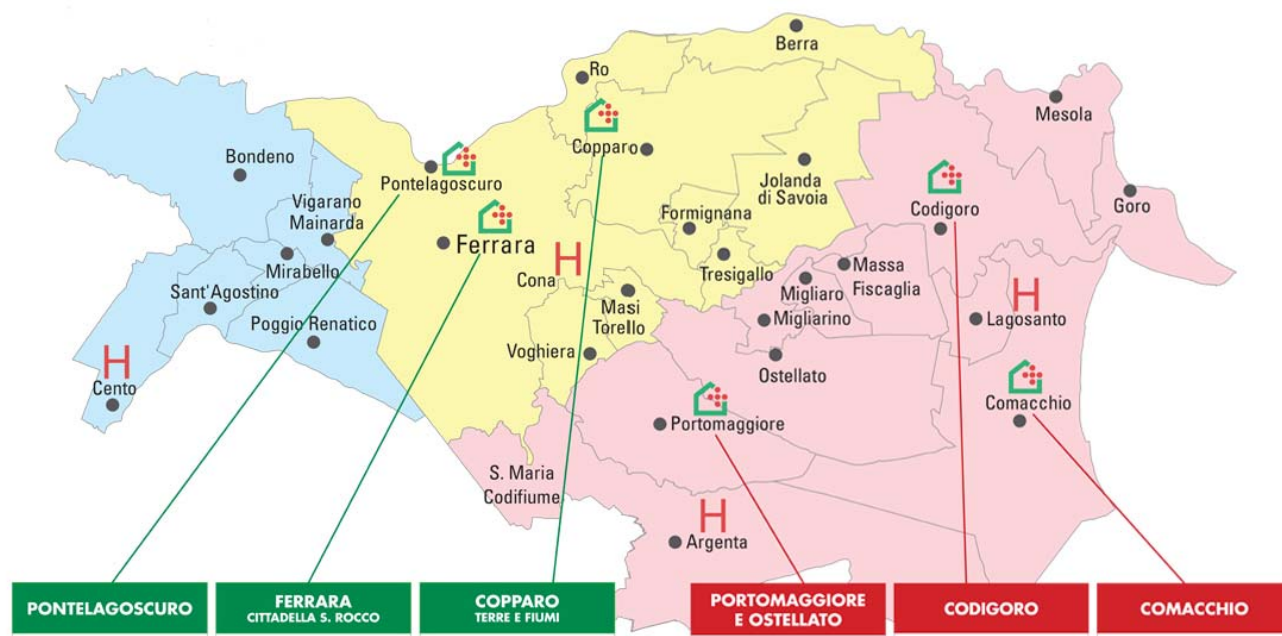 Berra
Ro
Mesola
Copparo
Bondeno
Pontelagoscuro
Jolanda
di Savoia
Goro
Vigarano
Mainarda
Formignana
Codigoro
Ferrara
Mirabello
Cona
H
Tresigallo
Massa
Fiscaglia
Sant'Agostino
Masi
Torello
Migliaro
H
Poggio Renatico
Migliarino
Lagosanto
H
Cento
Voghiera
Ostellato
Comacchio
Portomaggiore
S. Maria
Codifiume
H
Argenta
PONTELAGOSCURO
FERRARA
CITTADELLA S. ROCCO
COPPARO
TERRE E FIUMI
PORTOMAGGIORE
E OSTELLATO
CODIGORO
COMACCHIO